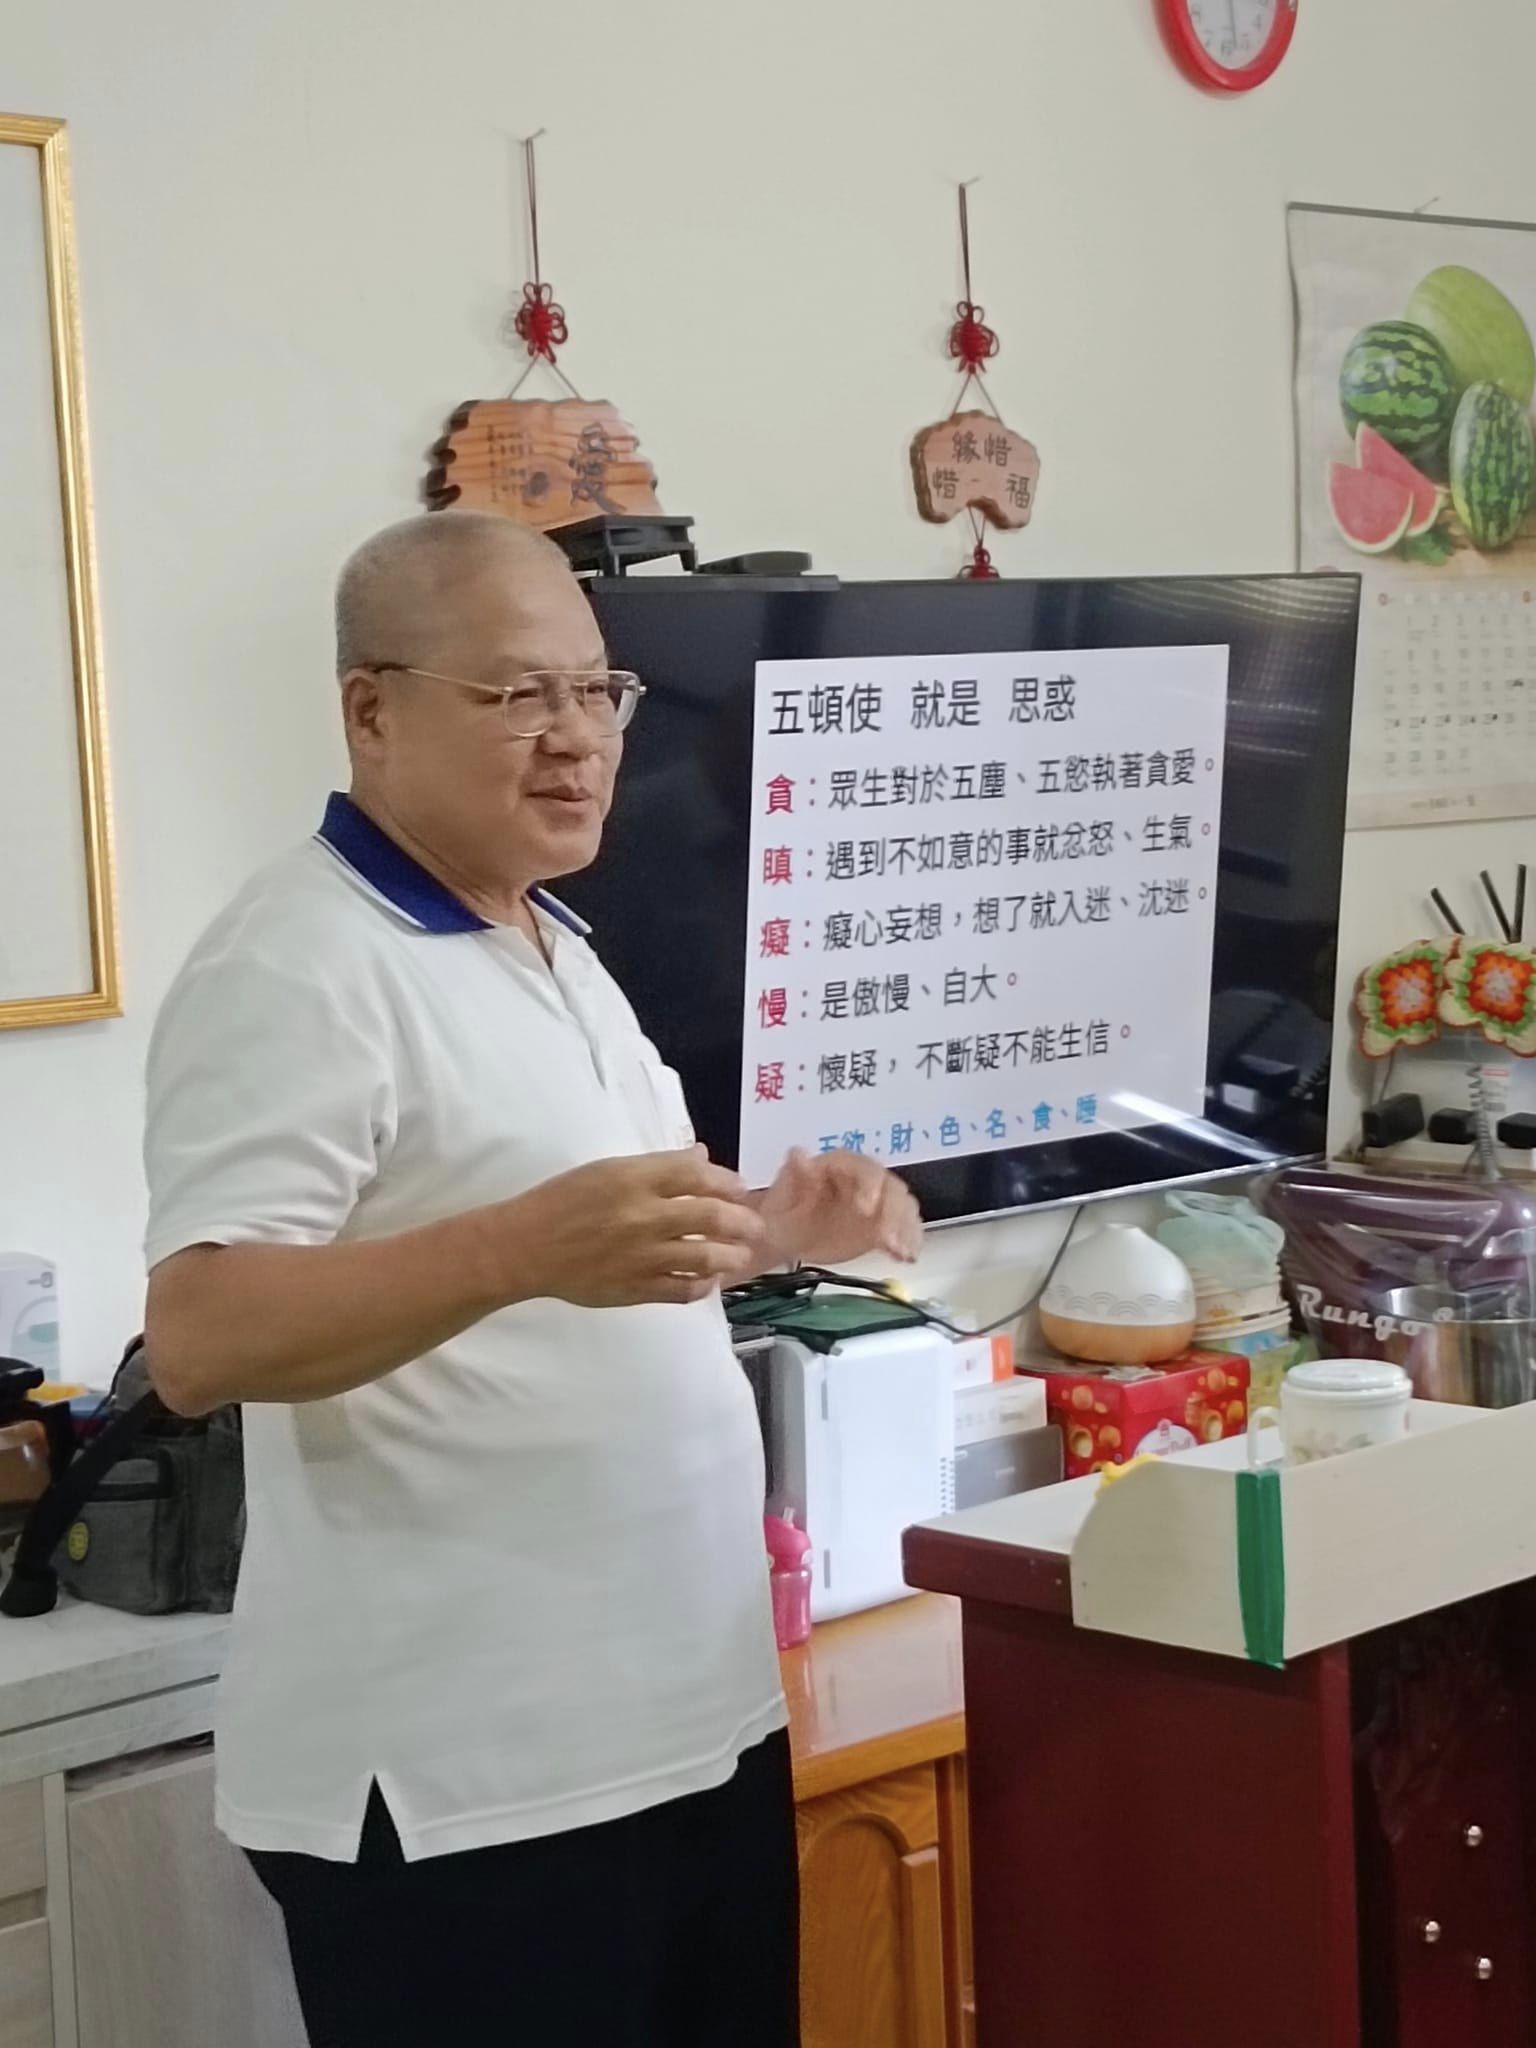 愛
惜緣
惜福
五頓使 就是 思惑
貪：眾生對於五塵、五慾執著貪愛。
瞋：遇到不如意的事就忿怒、生氣。
癡：癡心妄想，想了就入迷、沈迷。
慢：是傲慢、自大。
疑：懷疑， 不斷疑不能生信。
五欲：財、色、名、食、睡
Rungo